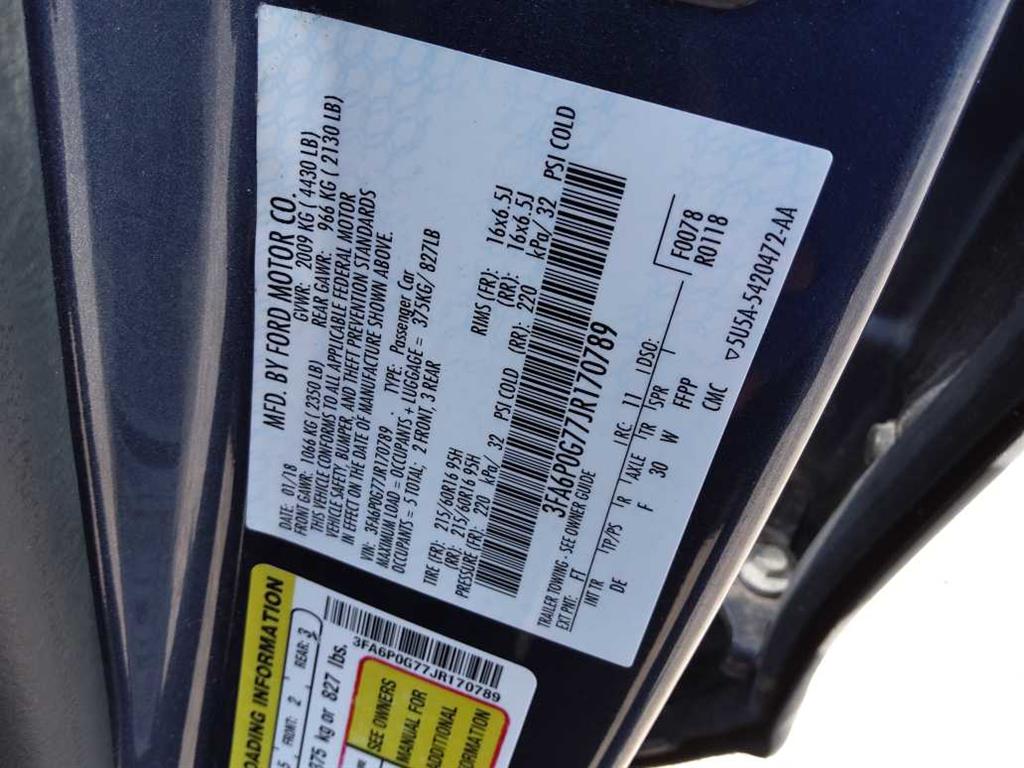 MFD. BY FORD MOTOR CO.
DATE: 01/18 GVWR: 2009 KG ( 4430 LB)
FRONT GAWR: 1066 KG ( 2350 LB) REAR GAWR: 966 KG ( 2130 LB)
THIS VEHICLE CONFORMS TO ALL APPLICABLE FEDERAL MOTOR
VEHICLE SAFETY, BUMPER, AND THEFT PREVENTION STANDARDS
IN EFFECT ON THE DATE OF MANUFACTURE SHOWN ABOVE.
VIN: 3FA6P0G77JR170789 TYPE: Passenger Car
MAXIMUM LOAD = OCCUPANTS + LUGGAGE = 375KG/ 827LB
OCCUPANTS = 5 TOTAL; 2 FRONT, 3 REAR
TIRE (FR): 215/60R16 95H RIMS (FR): 16x6.5J
(RR): 215/60R16 95H (RR): 16x6.5J
PRESSURE (FR): 220 kPa/ 32 PSI COLD (RR): 220 kPa/ 32 PSI COLD
3FA6P0G77JR170789
TRAILER TOWING - SEE OWNER GUIDE
F0078
R0118
EXT PNT: FT RC: 11 DSO:
INT TR TP/PS R AXLE TR SPR
DE F 30 W FFPP
CMC
▽5U5A-5420472-AA
OADING INFORMATION
5 FRONT: 2 REAR: 3
375 kg or 827 lbs.
3FA6P0G77JR170789
SEE OWNERS
MANUAL FOR
ADDITIONAL